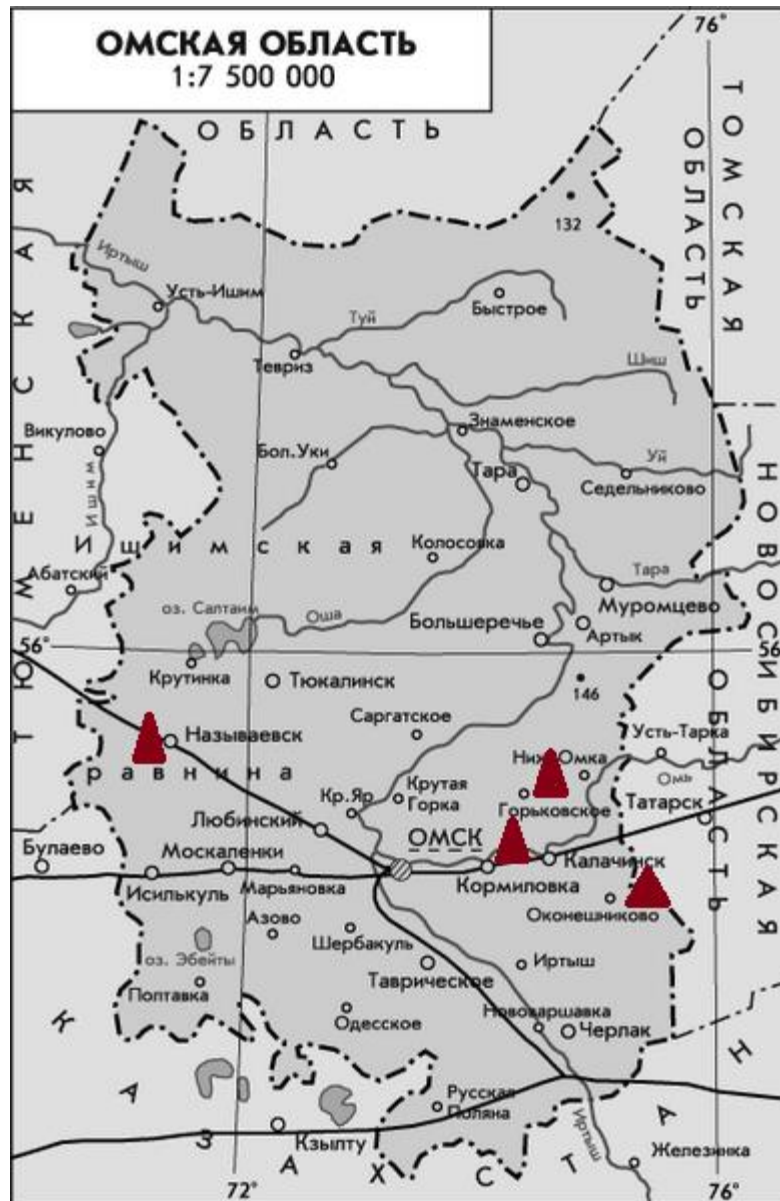 ОМСКАЯ ОБЛАСТЬ
1:7 500 000
76°
ОБЛАСТЬ
ТОМСКАЯ
ОБЛАСТЬ
132
Иртыш
Усть-Ишим
Быстрое
Туй
Тевриз
Шиш
Знаменское
Викулово
Бол.Уки
Уй
Тара
Седельниково
Ишим
Ишимская
Колосовка
Абатский
Тара
оз. Салтаим
Оша
Муромцево
Большеречье
Артык
56°
56
Крутинка
Тюкалинск
146
ТЮМЕНСКАЯ
НОВОСИБИРСКАЯ
ОБЛАСТЬ
Саргатское
Называевск
Усть-Тарка
равнина
Омка
Омь
Крутая
Горка
Кр.Яр
Горьковское
Татарск
Любинский
ОМСК
Булаево
Москаленки
Калачинск
Исилькуль
Марьяновка
Кормиловка
Оконешниково
Азово
Шербакуль
оз. Эбейты
Таврическое
Иртыш
Полтавка
Нововаршавка
Одесское
Черлак
КАЗАХСТАН
Русская
Поляна
Кзылту
Иртыш
Железинка
72°
76°